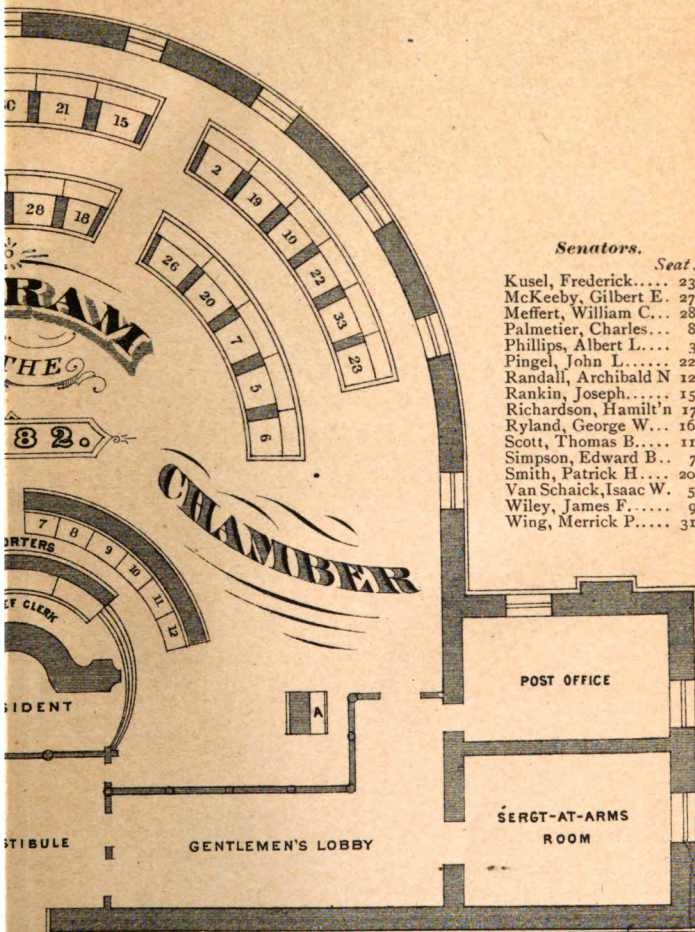 21 15
28 18
2 19 10 22 33 23
26 20 7 5 6
RAM
THE
82.
CHAMBER
7 8 9 10 11 12
ORTERS
EF CLERK
SIDENT
A
STIBULE
GENTLEMEN'S LOBBY
POST OFFICE
SERGT-AT-ARMS
ROOM
Senators.
Seat.
Kusel, Frederick..... 23
McKeeby, Gilbert E. 27
Meffert, William C... 28
Palmetier, Charles... 8
Phillips, Albert L.... 3
Pingel, John L...... 22
Randall, Archibald N 12
Rankin, Joseph...... 15
Richardson, Hamilt'n 17
Ryland, George W... 16
Scott, Thomas B..... 11
Simpson, Edward B.. 7
Smith, Patrick H.... 20
Van Schaick,Isaac W. 5
Wiley, James F...... 9
Wing, Merrick P..... 31